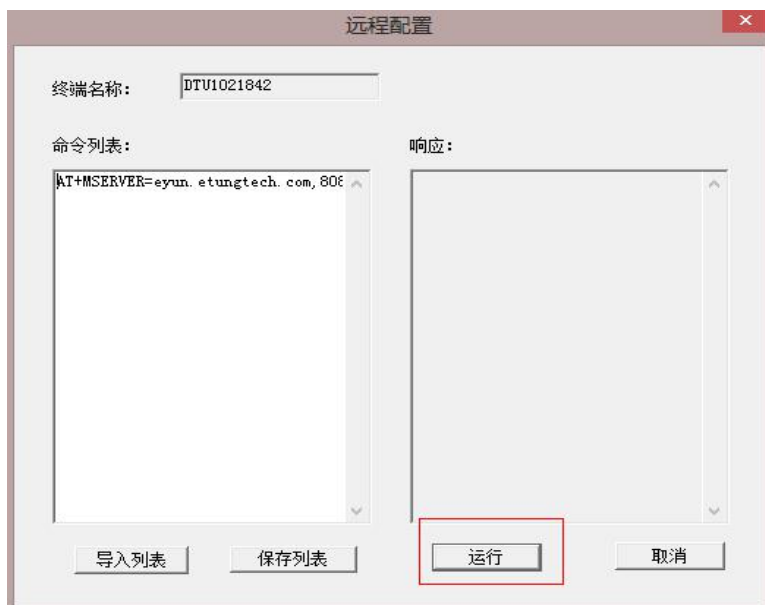 远程配置
终端名称：
DTU1021842
命令列表：
响应：
AT+MSERVER=eyun.etungtech.com,808
导入列表
保存列表
运行
取消